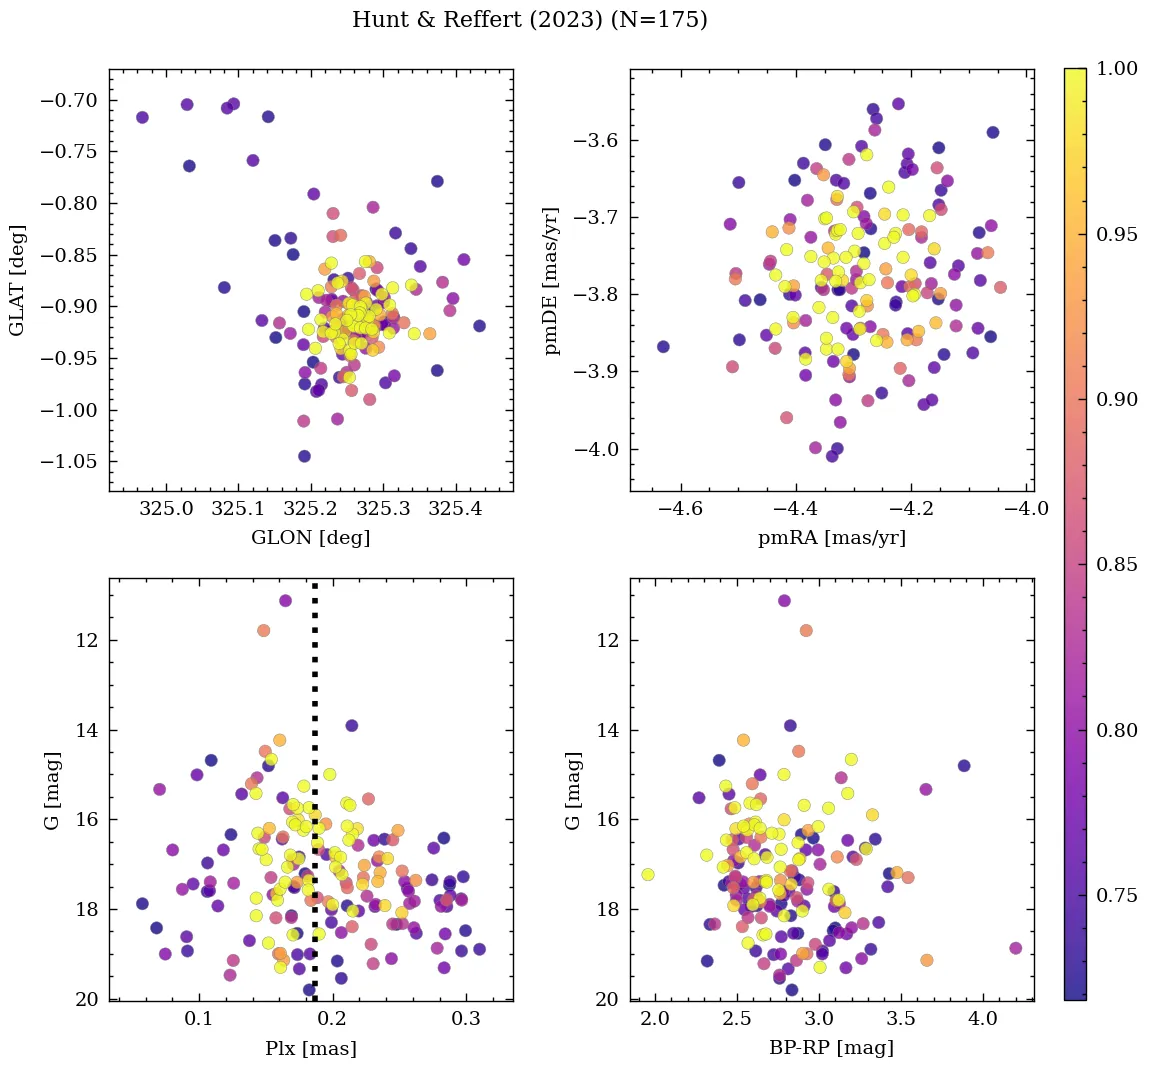 Hunt & Reffert (2023) (N=175)
−0.70
−0.75
−0.80
−0.85
−0.90
−0.95
−1.00
−1.05
GLAT [deg]
325.0 325.1 325.2 325.3 325.4
GLON [deg]
−3.6
−3.7
−3.8
−3.9
−4.0
pmDE [mas/yr]
−4.6 −4.4 −4.2 −4.0
pmRA [mas/yr]
12
14
16
18
20
G [mag]
0.1 0.2 0.3
Plx [mas]
12
14
16
18
20
G [mag]
2.0 2.5 3.0 3.5 4.0
BP-RP [mag]
1.00
0.95
0.90
0.85
0.80
0.75